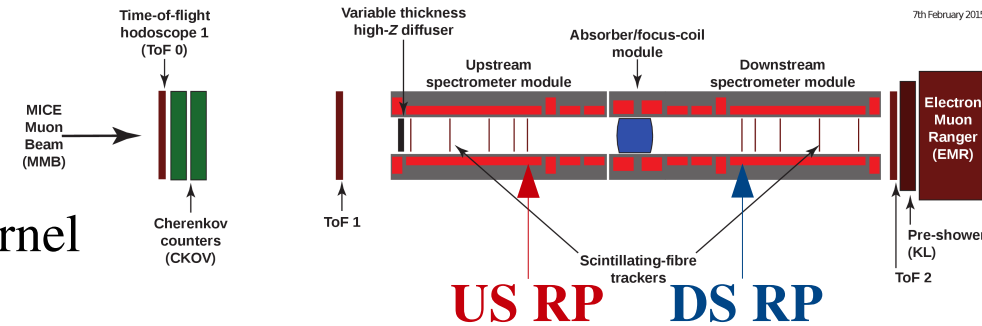 Time-of-flight
hodoscope 1
(ToF 0)
Variable thickness
high-Z diffuser
7th February 2015
Absorber/focus-coil
module
Upstream
spectrometer module
Downstream
spectrometer module
MICE
Muon
Beam
(MMB)
Electron
Muon
Ranger
(EMR)
Cherenkov
counters
(CKOV)
ToF 1
rnel
Pre-shower
(KL)
Scintillating-fibre
trackers
ToF 2
US RP
DS RP